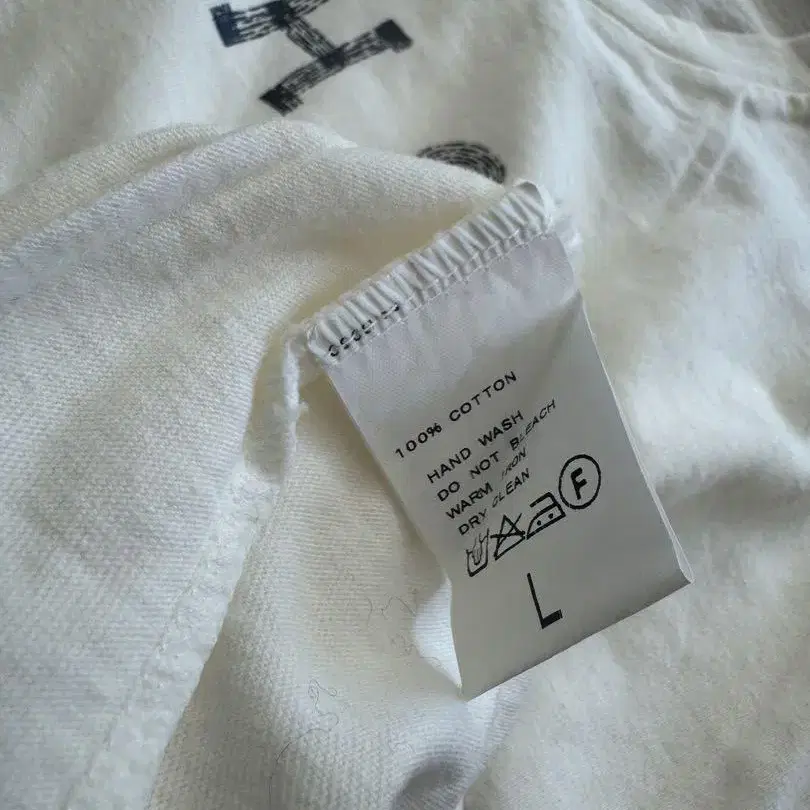 H
100% COTTON
HAND WASH
DO NOT BLEACH
WARM IRON
DRY CLEAN
F
L